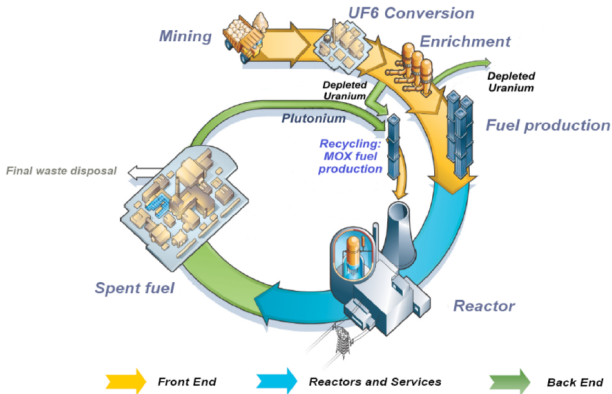 UF6 Conversion
Mining
Enrichment
Depleted
Uranium
Depleted
Uranium
Plutonium
Fuel production
Recycling:
MOX fuel
production
Final waste disposal
Spent fuel
Reactor
Front End
Reactors and Services
Back End